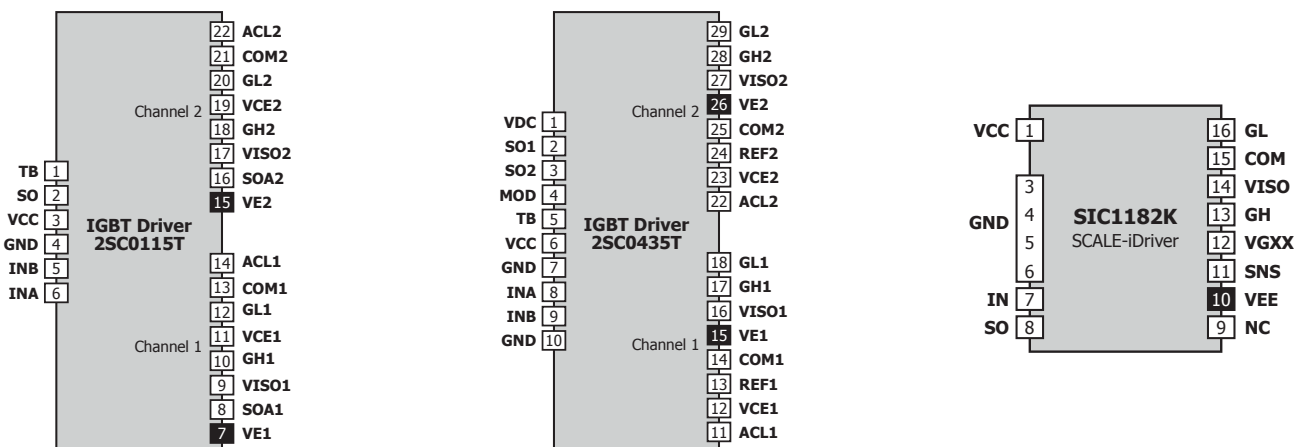 22 ACL2
21 COM2
20 GL2
Channel 2 19 VCE2
18 GH2
17 VISO2
16 SOA2
15 VE2
TB 1
SO 2
VCC 3
GND 4
INB 5
INA 6
IGBT Driver
2SC0115T
14 ACL1
13 COM1
12 GL1
11 VCE1
Channel 1
10 GH1
9 VISO1
8 SOA1
7 VE1
29 GL2
28 GH2
27 VISO2
Channel 2 26 VE2
25 COM2
24 REF2
23 VCE2
22 ACL2
VDC 1
SO1 2
SO2 3
MOD 4
TB 5
VCC 6
GND 7
INA 8
INB 9
GND 10
IGBT Driver
2SC0435T
18 GL1
17 GH1
16 VISO1
15 VE1
Channel 1
14 COM1
13 REF1
12 VCE1
11 ACL1
VCC 1
GND
3
4
5
6
IN 7
SO 8
SIC1182K
SCALE-iDriver
16 GL
15 COM
14 VISO
13 GH
12 VGXX
11 SNS
10 VEE
9 NC